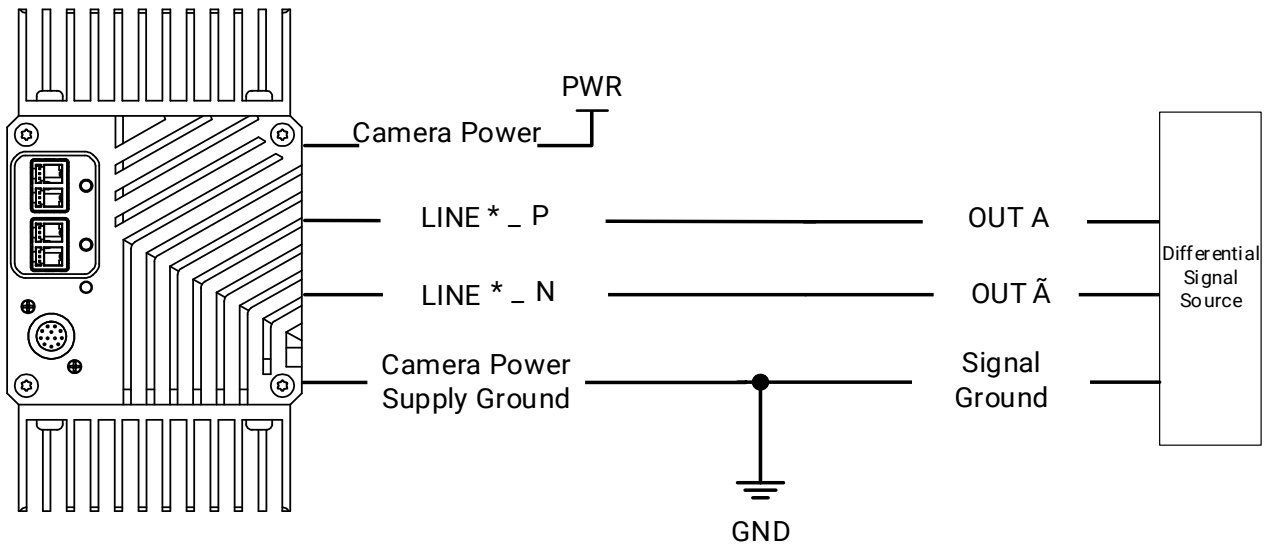 PWR
Camera Power
LINE * _ P
OUT A
LINE * _ N
OUT Ã
Differential
Signal
Source
Camera Power
Supply Ground
Signal
Ground
GND